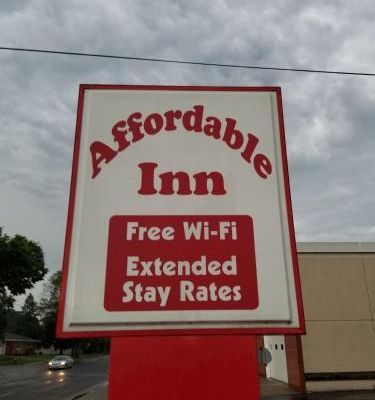 Affordable
Inn
Free Wi-Fi
Extended
Stay Rates